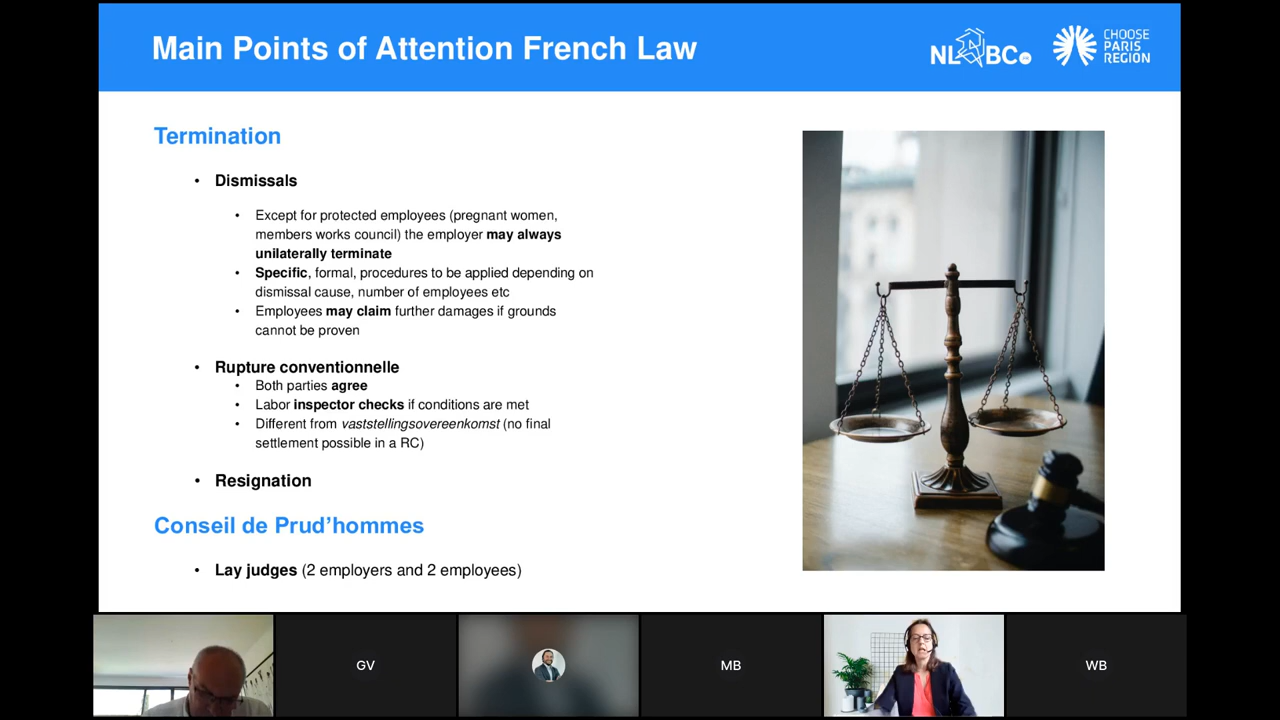 Main Points of Attention French Law
NL BC
CHOOSE
PARIS
REGION
Termination
• Dismissals
• Except for protected employees (pregnant women,
members works council) the employer may always
unilaterally terminate
• Specific, formal, procedures to be applied depending on
dismissal cause, number of employees etc
• Employees may claim further damages if grounds
cannot be proven
• Rupture conventionnelle
• Both parties agree
• Labor inspector checks if conditions are met
• Different from vaststellingsovereenkomst (no final
settlement possible in a RC)
• Resignation
Conseil de Prud’hommes
• Lay judges (2 employers and 2 employees)
GV
MB
WB